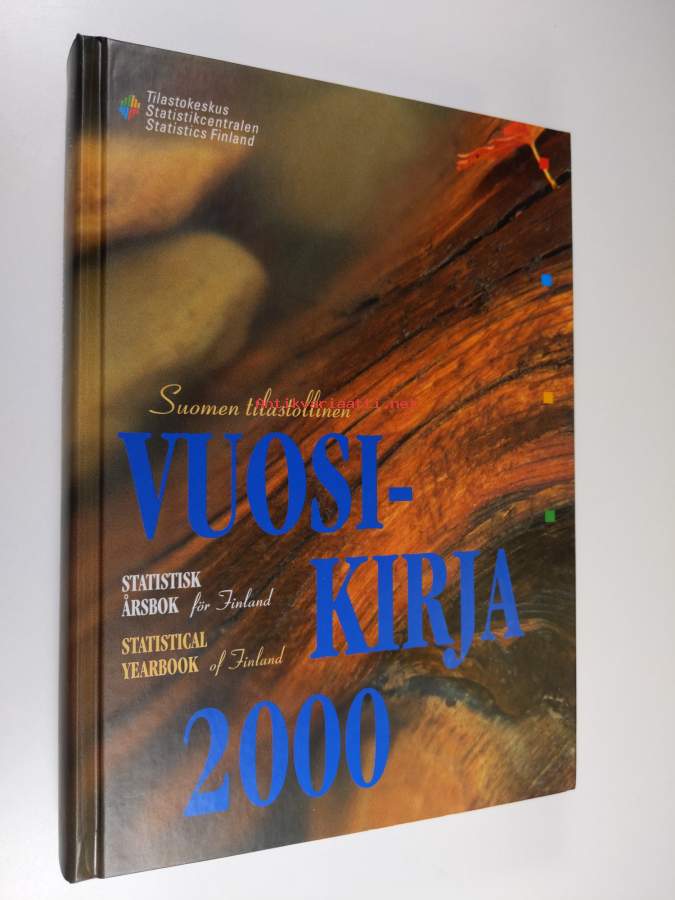 Tilastokeskus
Statistikcentralen
Statistics Finland
Suomen tilastollinen
Antikvariaatti.net
VUOSI-
KIRJA
STATISTISK
ÅRSBOK för Finland
STATISTICAL
YEARBOOK of Finland
2000